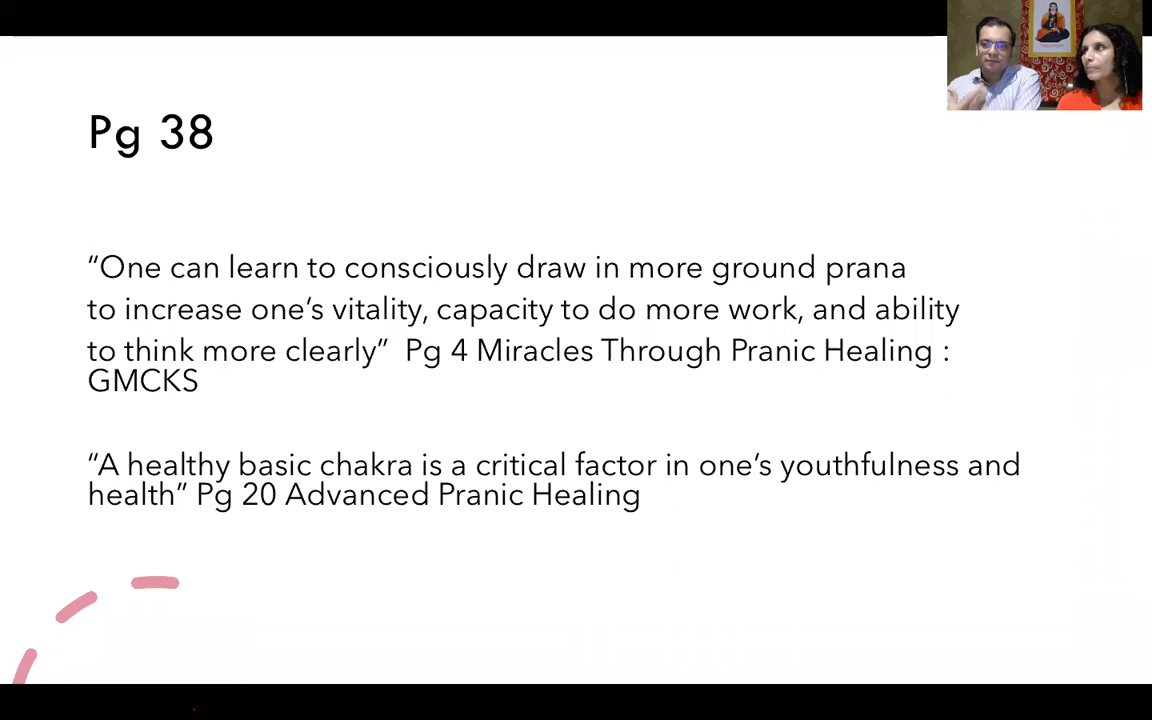 Pg 38
“One can learn to consciously draw in more ground prana
to increase one’s vitality, capacity to do more work, and ability
to think more clearly”  Pg 4 Miracles Through Pranic Healing :
GMCKS
“A healthy basic chakra is a critical factor in one’s youthfulness and
health” Pg 20 Advanced Pranic Healing